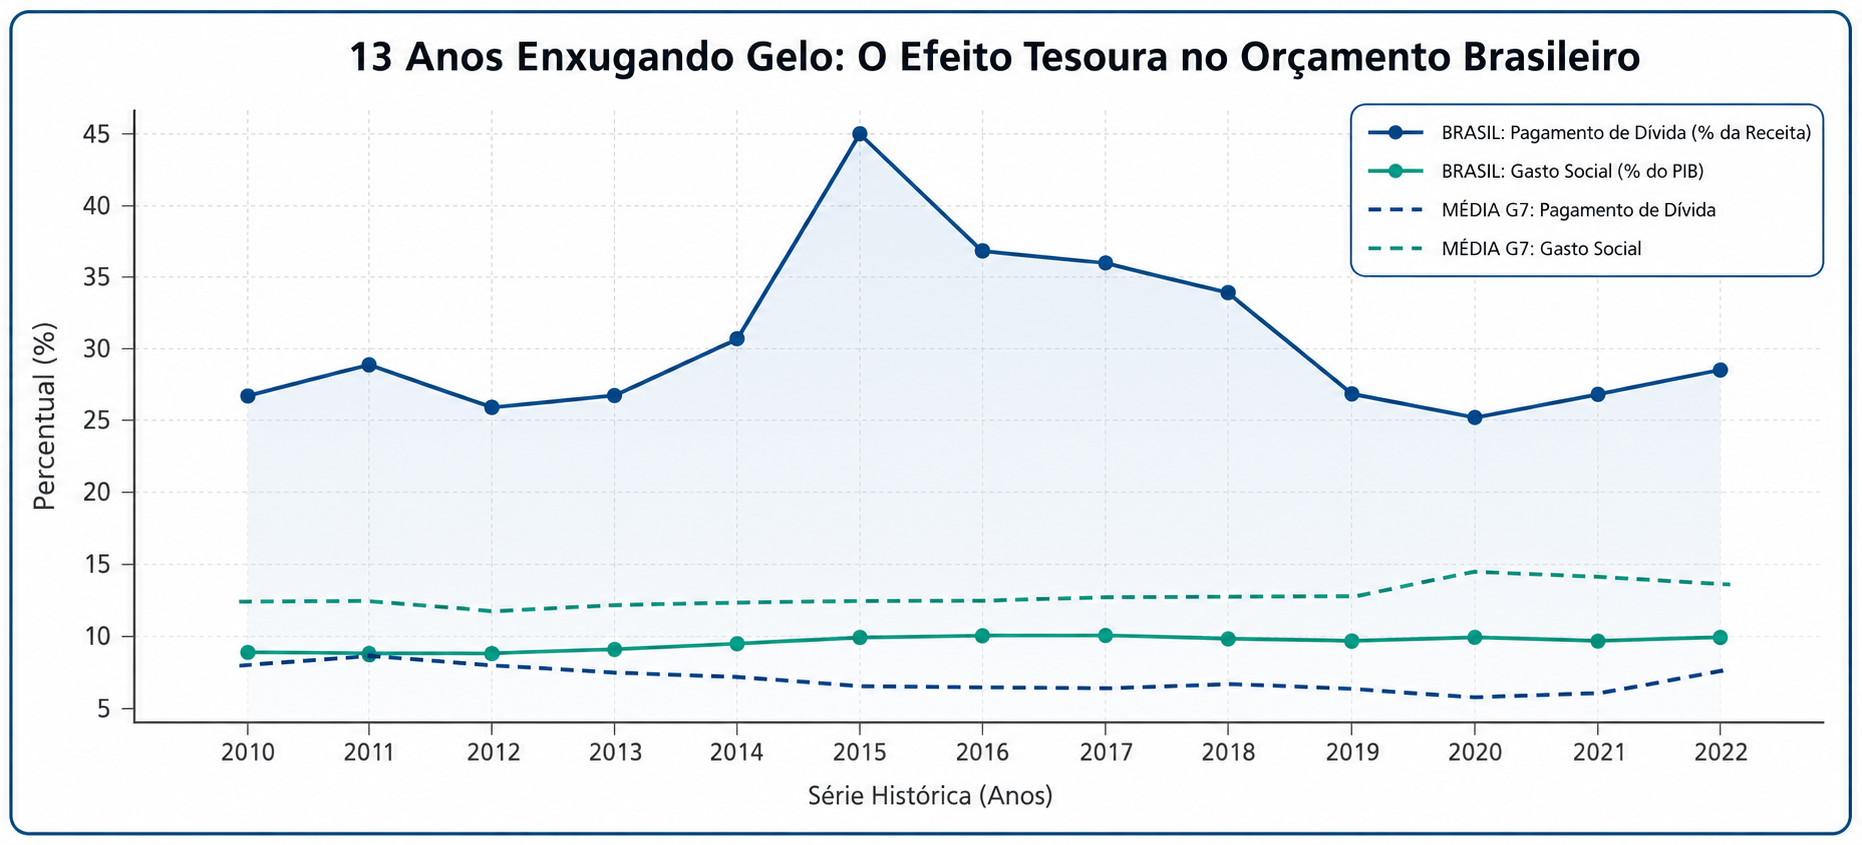 13 Anos Enxugando Gelo: O Efeito Tesoura no Orçamento Brasileiro
BRASIL: Pagamento de Dívida (% da Receita)
BRASIL: Gasto Social (% do PIB)
MÉDIA G7: Pagamento de Dívida
MÉDIA G7: Gasto Social
Percentual (%)
45
40
35
30
25
20
15
10
5
2010 2011 2012 2013 2014 2015 2016 2017 2018 2019 2020 2021 2022
Série Histórica (Anos)